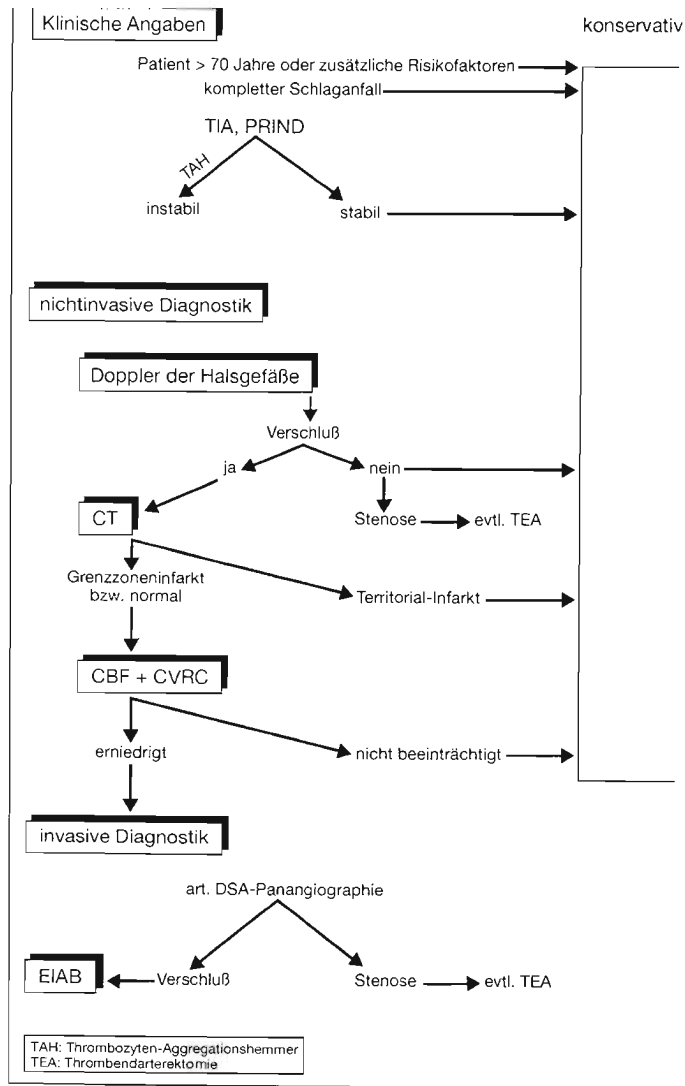 Klinische Angaben
konservativ
Patient > 70 Jahre oder zusätzliche Risikofaktoren
kompletter Schlaganfall
TIA, PRIND
TAH
instabil
stabil
nichtinvasive Diagnostik
Doppler der Halsgefäße
Verschluß
ja
nein
CT
Stenose
evtl. TEA
Grenzzoneninfarkt
bzw. normal
Territorial-Infarkt
CBF + CVRC
erniedrigt
nicht beeinträchtigt
invasive Diagnostik
art. DSA-Panangiographie
EIAB
Verschluß
Stenose
evtl. TEA
TAH: Thrombozyten-Aggregationshemmer
TEA: Thrombendarterektomie